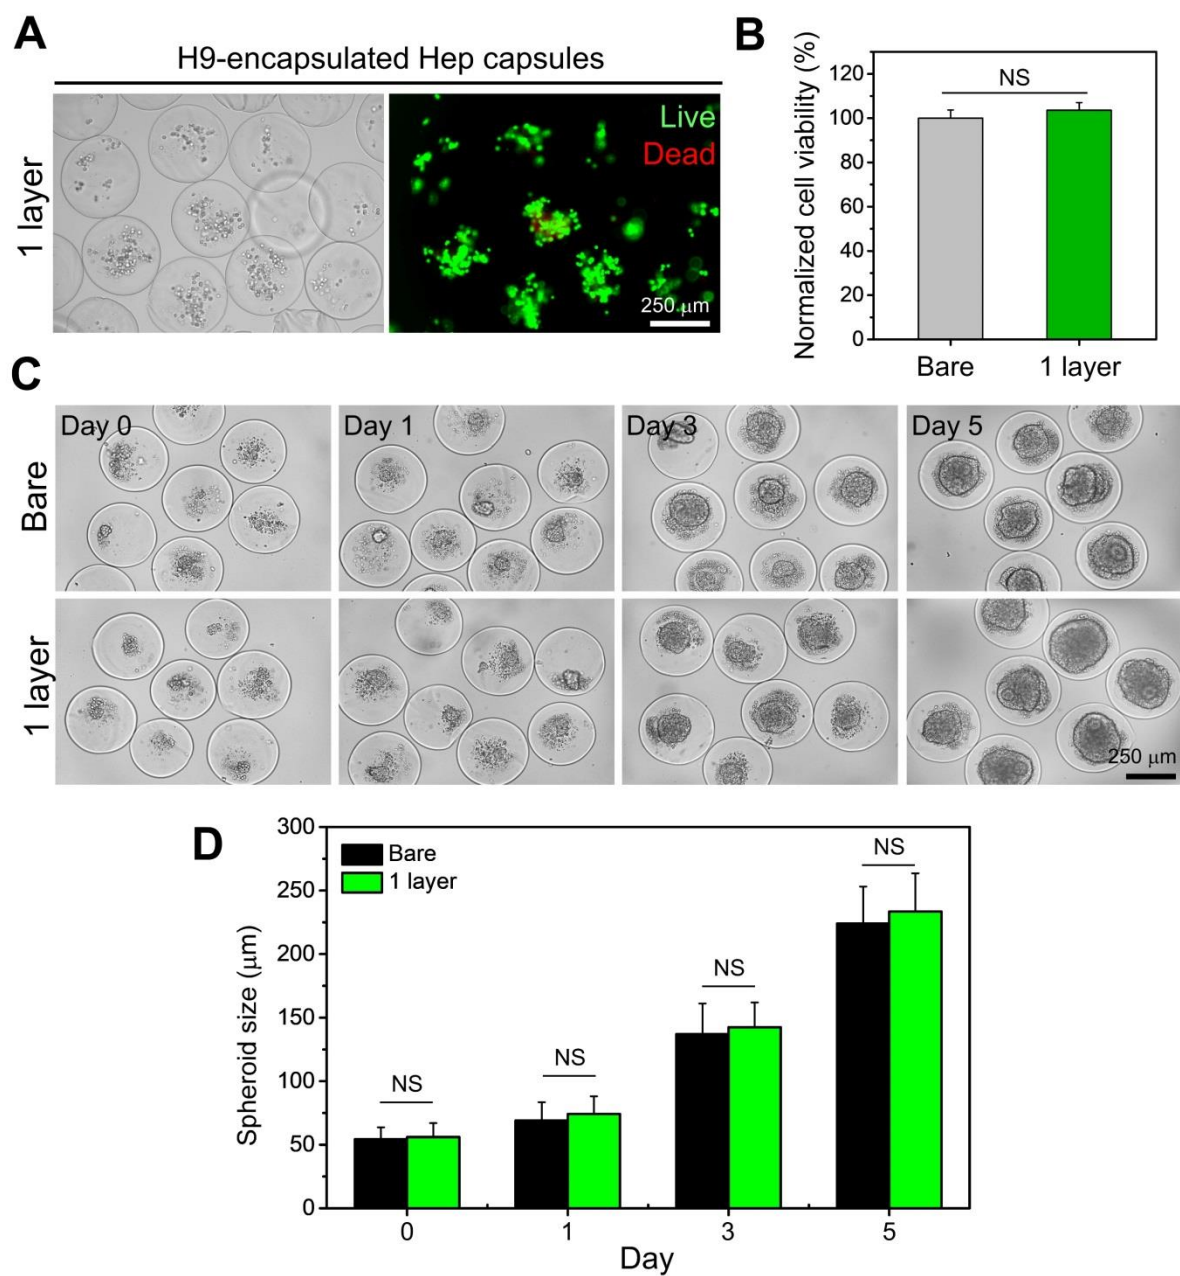 A
H9-encapsulated Hep capsules
1 layer
Live
Dead
250 μm
B
Normalized cell viability (%)
120
100
80
60
40
20
0
NS
Bare
1 layer
C
Day 0
Day 1
Day 3
Day 5
Bare
1 layer
250 μm
D
Spheroid size (μm)
300
250
200
150
100
50
0
Bare
1 layer
NS
NS
NS
NS
0
1
3
5
Day